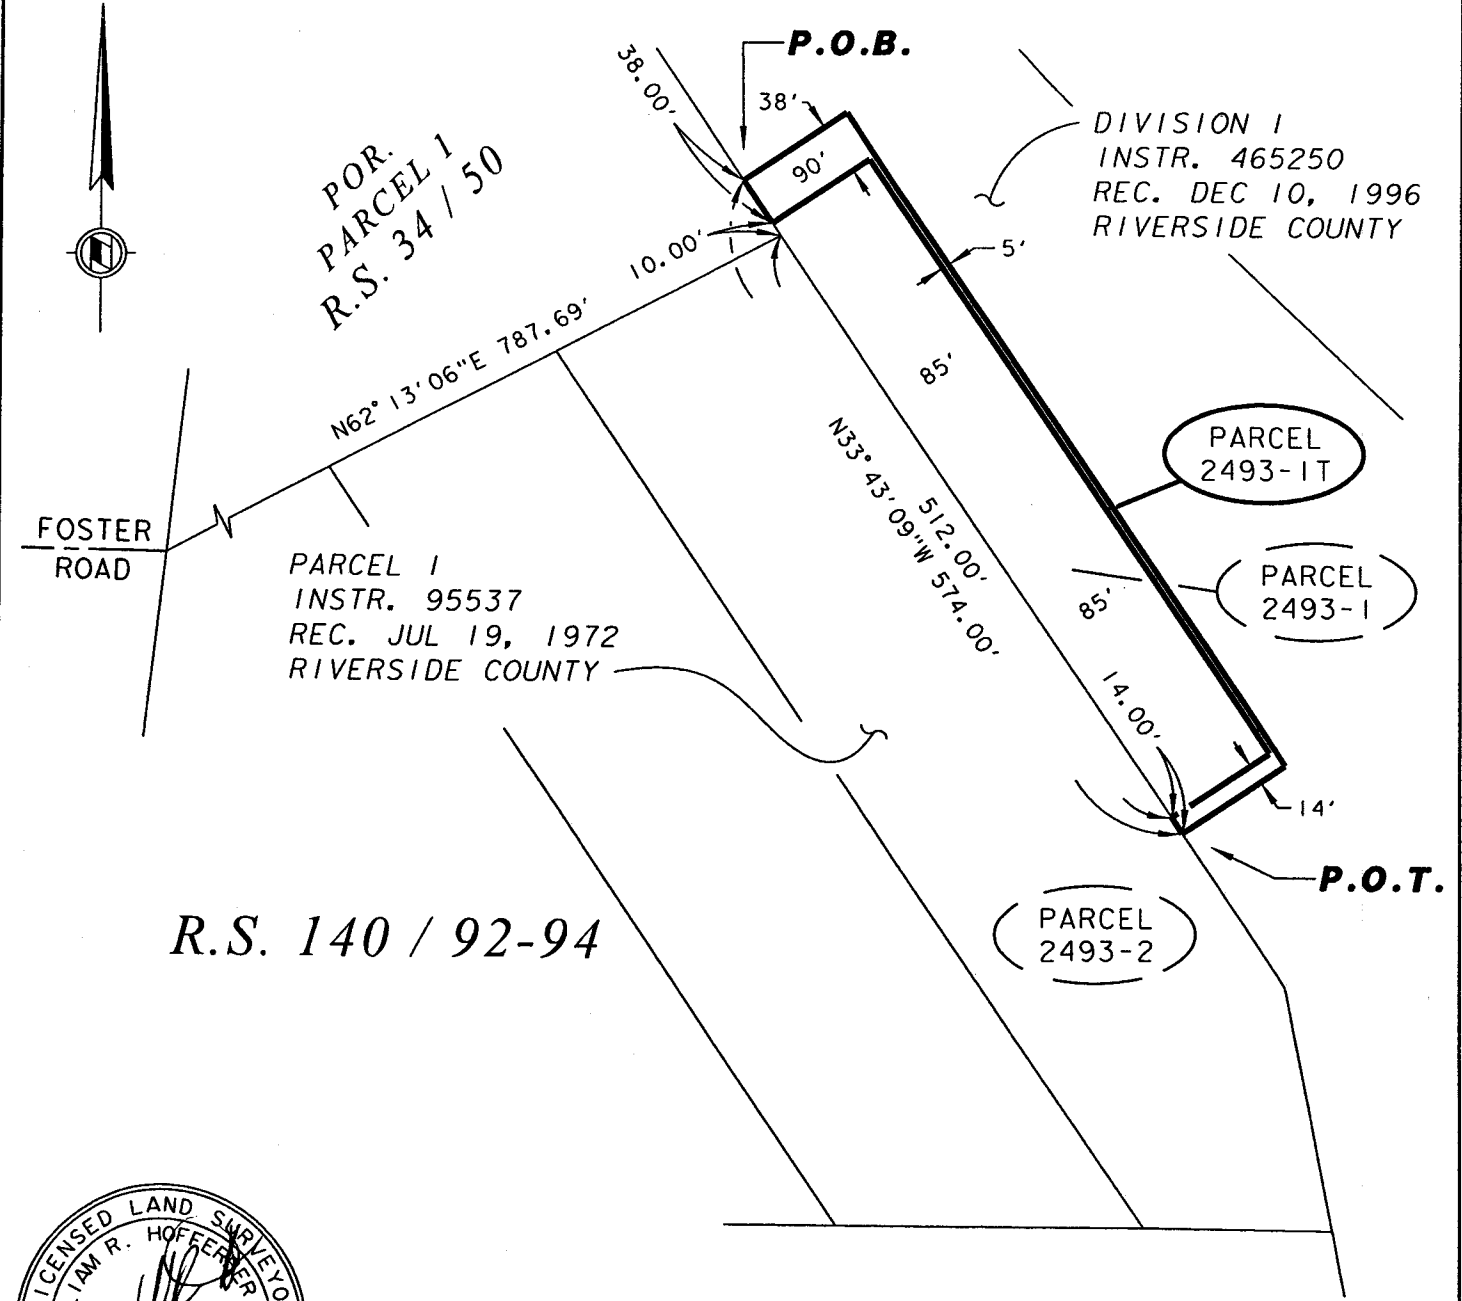 P.O.B.
38.00'
38'
90'
DIVISION 1
INSTR. 465250
REC. DEC 10, 1996
RIVERSIDE COUNTY
POR.
PARCEL 1
R.S. 34 / 50
10.00'
5'
N62° 13' 06"E 787.69'
85'
PARCEL
2493-1T
N33° 43' 09"W 574.00'
512.00'
FOSTER
ROAD
PARCEL 1
INSTR. 95537
REC. JUL 19, 1972
RIVERSIDE COUNTY
PARCEL
2493-1
85'
14.00'
14'
P.O.T.
PARCEL
2493-2
R.S. 140 / 92-94
LAND
R. HOFFERBER